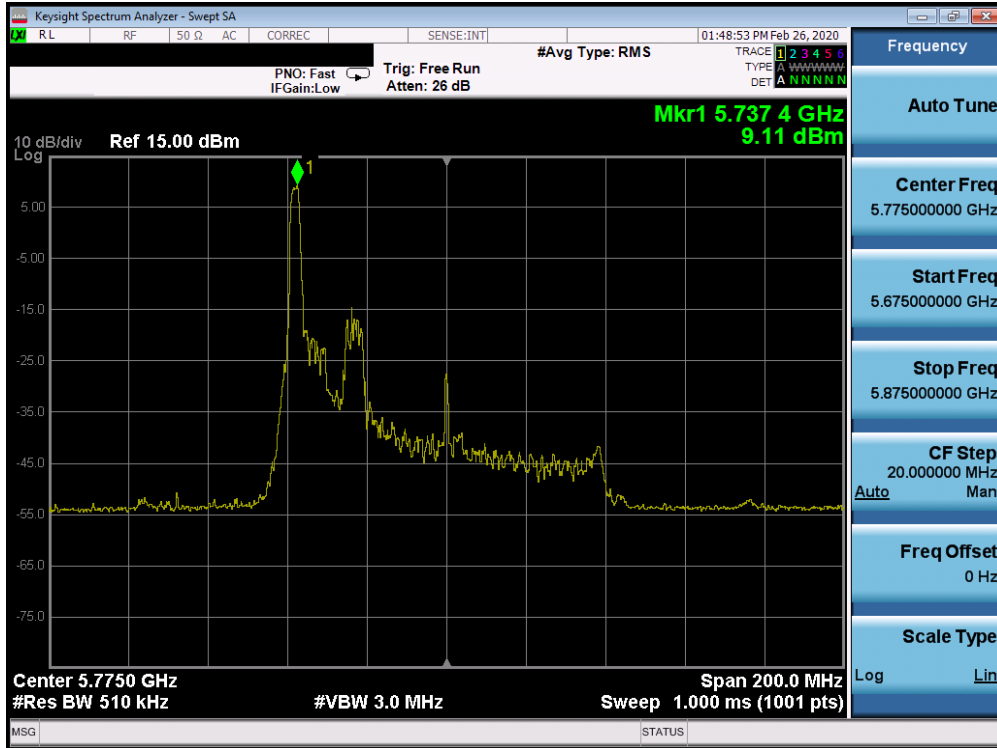 Keysight Spectrum Analyzer - Swept SA
LXI RL RF 50 Ω AC CORREC SENSE:INT 01:48:53 PM Feb 26, 2020
PNO: Fast
IFGain:Low
Trig: Free Run
Atten: 26 dB
#Avg Type: RMS
TRACE 1 2 3 4 5 6
TYPE A WWWWW
DET A N N N N N
Mkr1 5.737 4 GHz
9.11 dBm
10 dB/div Ref 15.00 dBm
Log
1
5.00
-5.00
-15.0
-25.0
-35.0
-45.0
-55.0
-65.0
-75.0
Center 5.7750 GHz Span 200.0 MHz
#Res BW 510 kHz #VBW 3.0 MHz Sweep 1.000 ms (1001 pts)
MSG STATUS
Frequency
Auto Tune
Center Freq
5.775000000 GHz
Start Freq
5.675000000 GHz
Stop Freq
5.875000000 GHz
CF Step
20.000000 MHz
Auto Man
Freq Offset
0 Hz
Scale Type
Log Lin